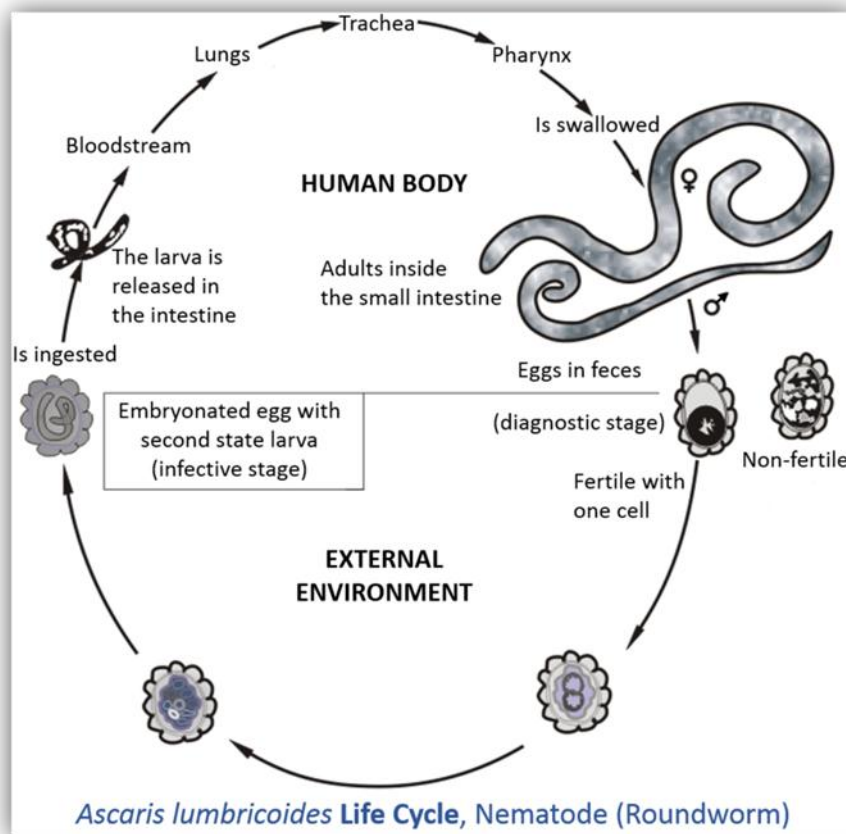 Trachea
Lungs
Pharynx
Is swallowed
Bloodstream
HUMAN BODY
♀
The larva is
released in
the intestine
Adults inside
the small intestine
♂
Is ingested
Eggs in feces
Embryonated egg with
second state larva
(infective stage)
(diagnostic stage)
Non-fertile
Fertile with
one cell
EXTERNAL
ENVIRONMENT
Ascaris lumbricoides Life Cycle, Nematode (Roundworm)